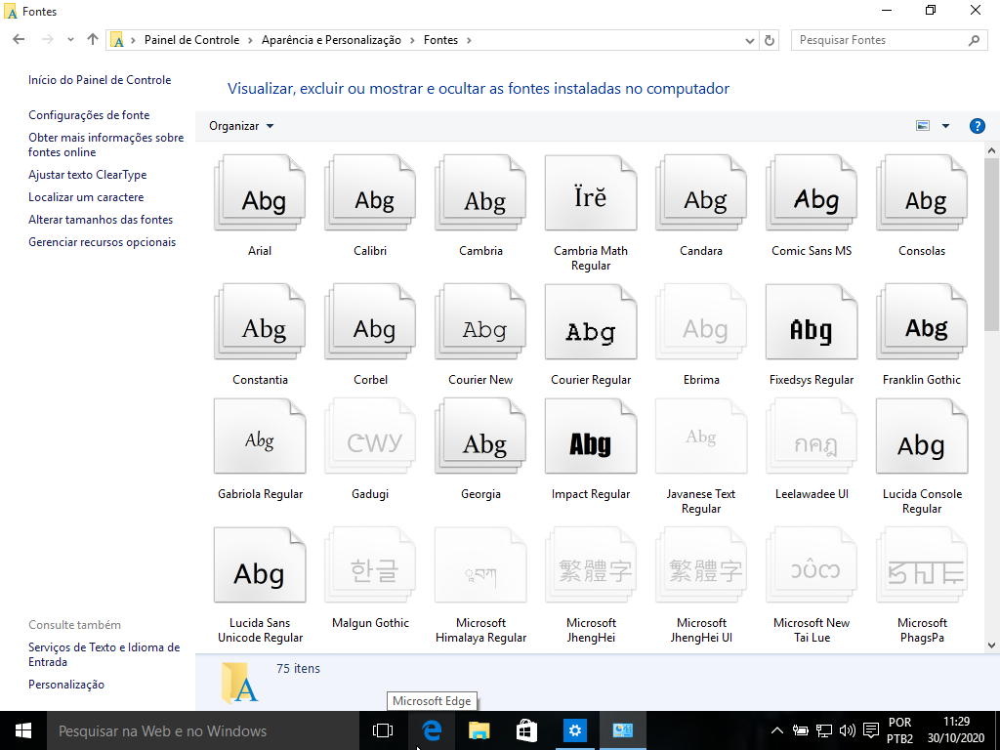 Fontes
Painel de Controle
Aparência e Personalização
Fontes
Pesquisar Fontes
Início do Painel de Controle
Configurações de fonte
Obter mais informações sobre
fontes online
Ajustar texto ClearType
Localizar um caractere
Alterar tamanhos das fontes
Gerenciar recursos opcionais
Consulte também
Serviços de Texto e Idioma de
Entrada
Personalização
Visualizar, excluir ou mostrar e ocultar as fontes instaladas no computador
Organizar
?
Abg
Abg
Abg
Ïrĕ
Abg
Abg
Abg
Arial
Calibri
Cambria
Cambria Math
Regular
Candara
Comic Sans MS
Consolas
Abg
Abg
Abg
Abg
Abg
Abg
Abg
Constantia
Corbel
Courier New
Courier Regular
Ebrima
Fixedsys Regular
Franklin Gothic
Abg
ᏣᎳᎩ
Abg
Abg
Abg
กคฎ
Abg
Gabriola Regular
Gadugi
Georgia
Impact Regular
Javanese Text
Regular
Leelawadee UI
Lucida Console
Regular
Abg
한글
繁體字
繁體字
Lucida Sans
Unicode Regular
Malgun Gothic
Microsoft
Himalaya Regular
Microsoft
JhengHei
Microsoft
JhengHei UI
Microsoft New
Tai Lue
Microsoft
PhagsPa
75 itens
Microsoft Edge
Pesquisar na Web e no Windows
POR
PTB2
11:29
30/10/2020